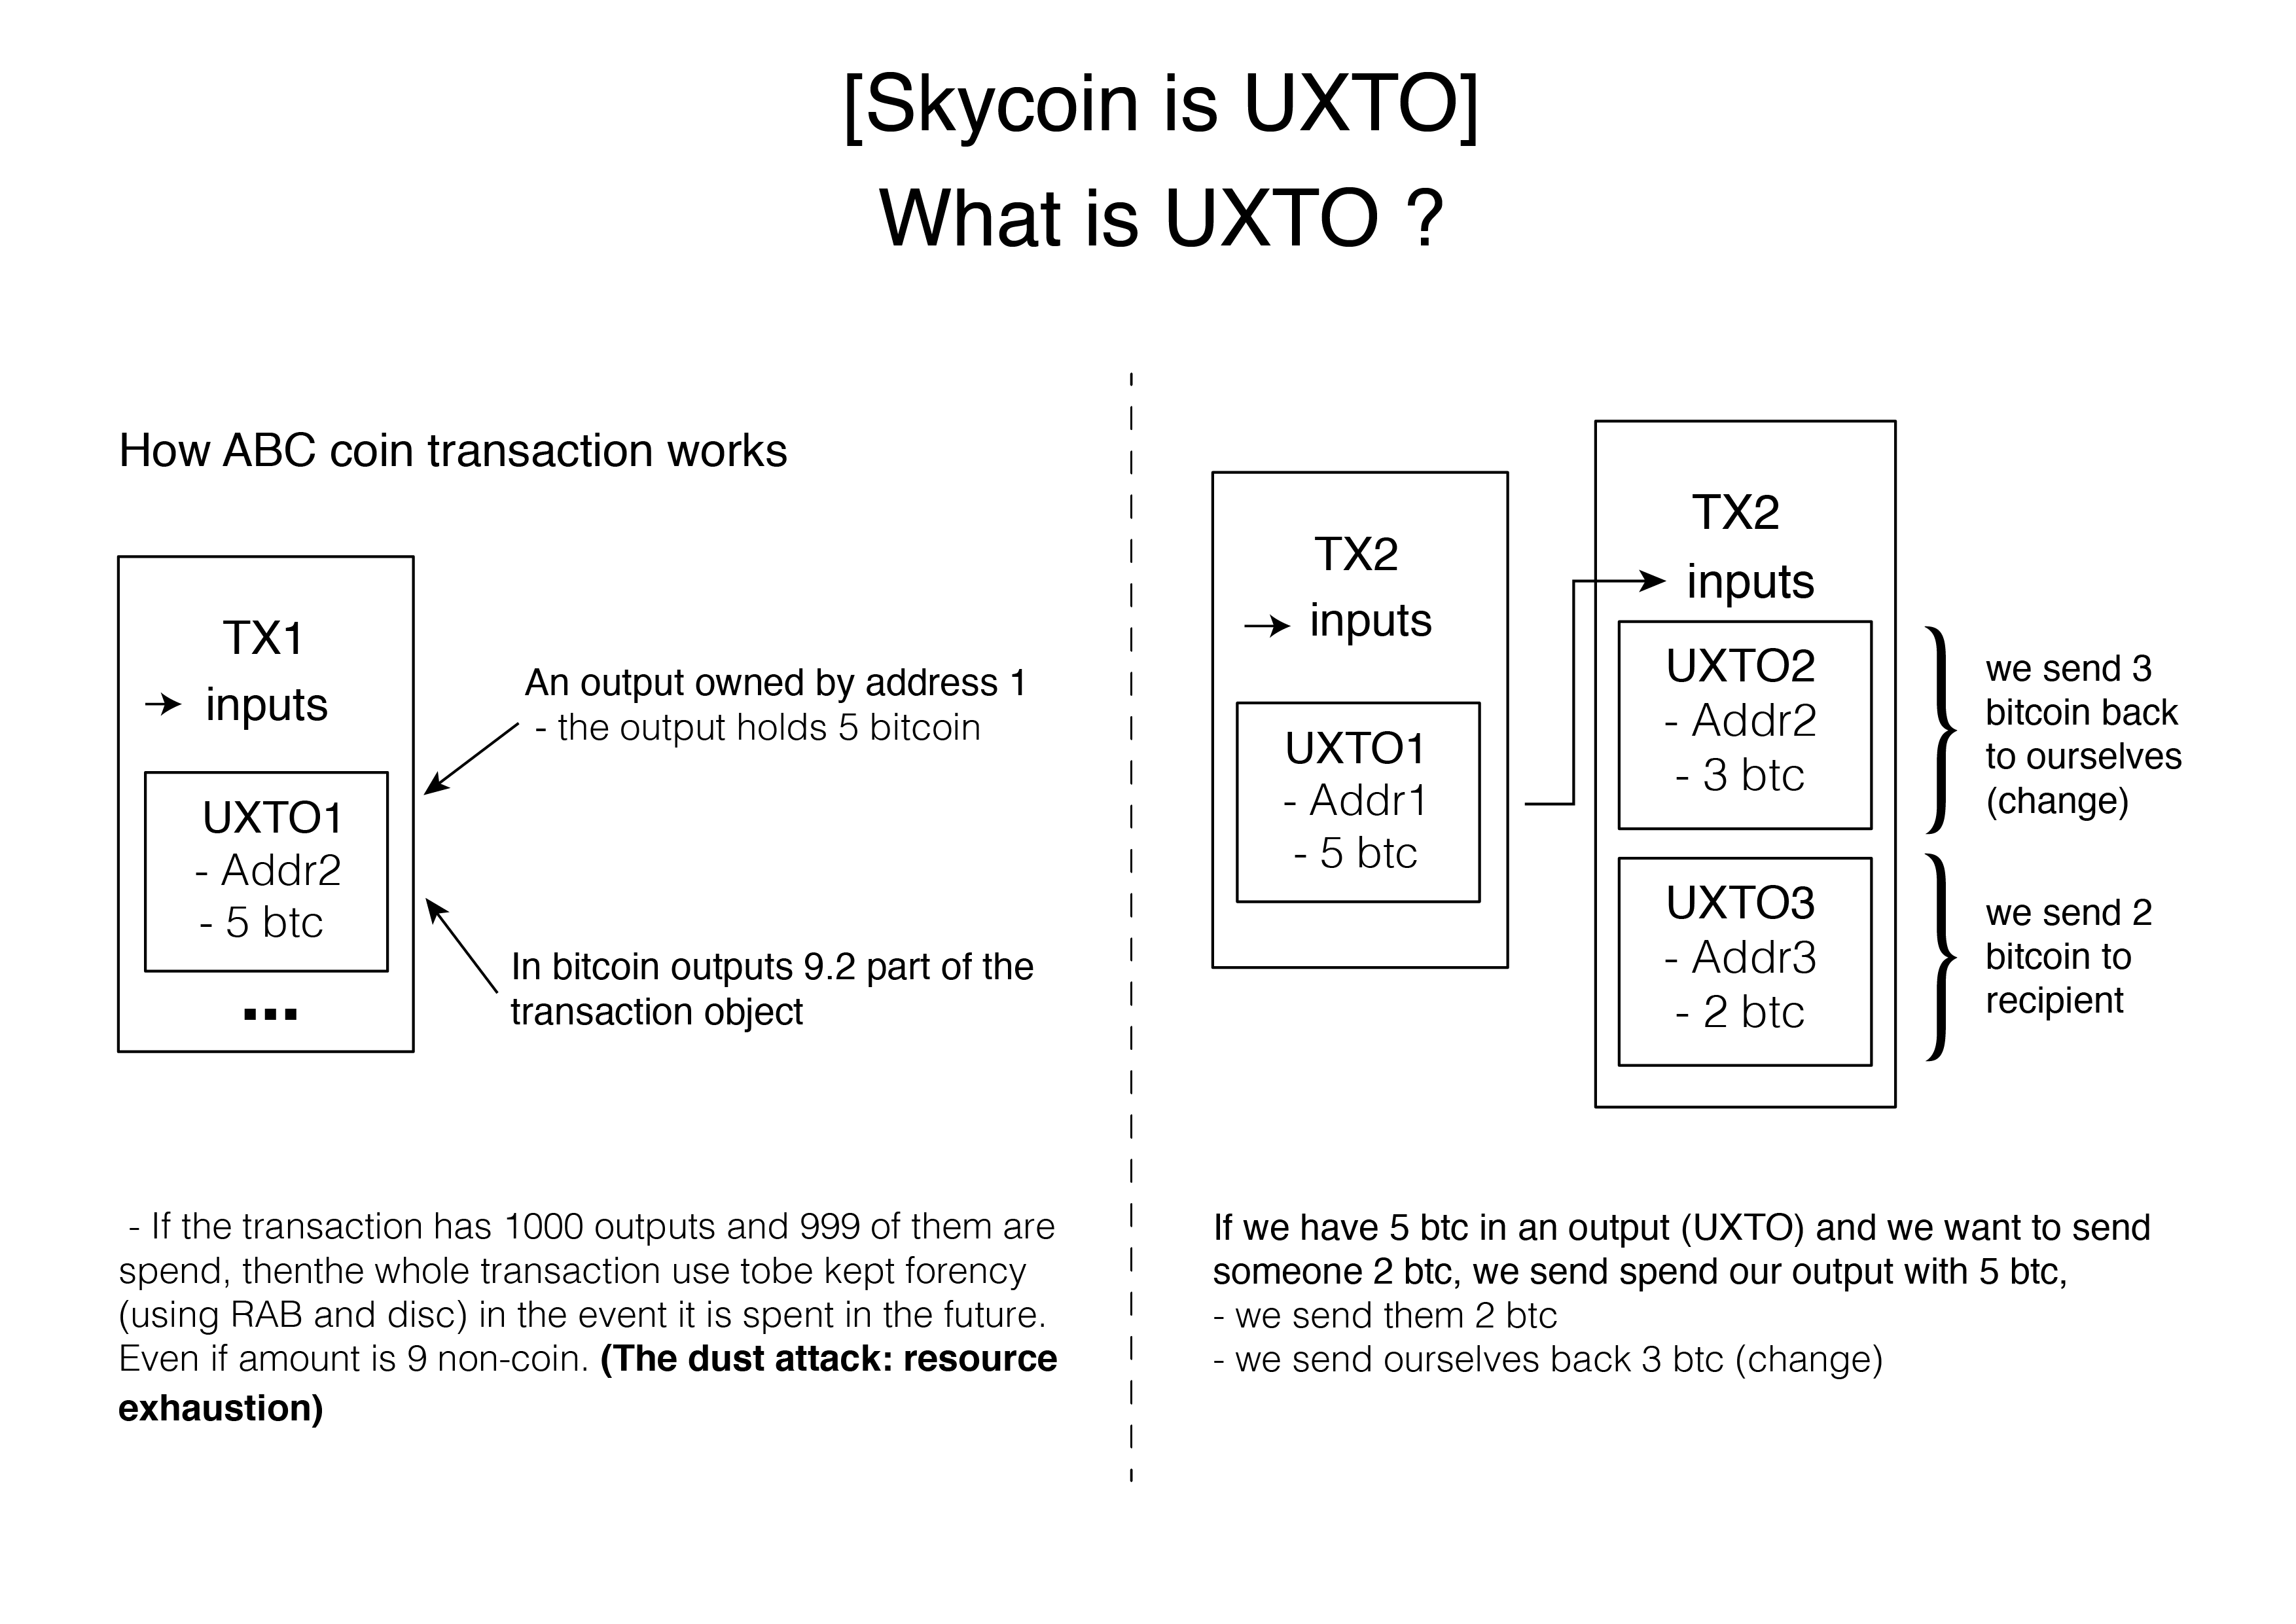 [Skycoin is UXTO]
What is UXTO ?
How ABC coin transaction works
TX1
inputs
UXTO1
- Addr2
- 5 btc
...
An output owned by address 1
- the output holds 5 bitcoin
In bitcoin outputs 9.2 part of the
transaction object
- If the transaction has 1000 outputs and 999 of them are
spend, thenthe whole transaction use tobe kept forency
(using RAB and disc) in the event it is spent in the future.
Even if amount is 9 non-coin. (The dust attack: resource
exhaustion)
TX2
inputs
UXTO1
- Addr1
- 5 btc
TX2
inputs
UXTO2
- Addr2
- 3 btc
UXTO3
- Addr3
- 2 btc
we send 3
bitcoin back
to ourselves
(change)
we send 2
bitcoin to
recipient
If we have 5 btc in an output (UXTO) and we want to send
someone 2 btc, we send spend our output with 5 btc,
- we send them 2 btc
- we send ourselves back 3 btc (change)